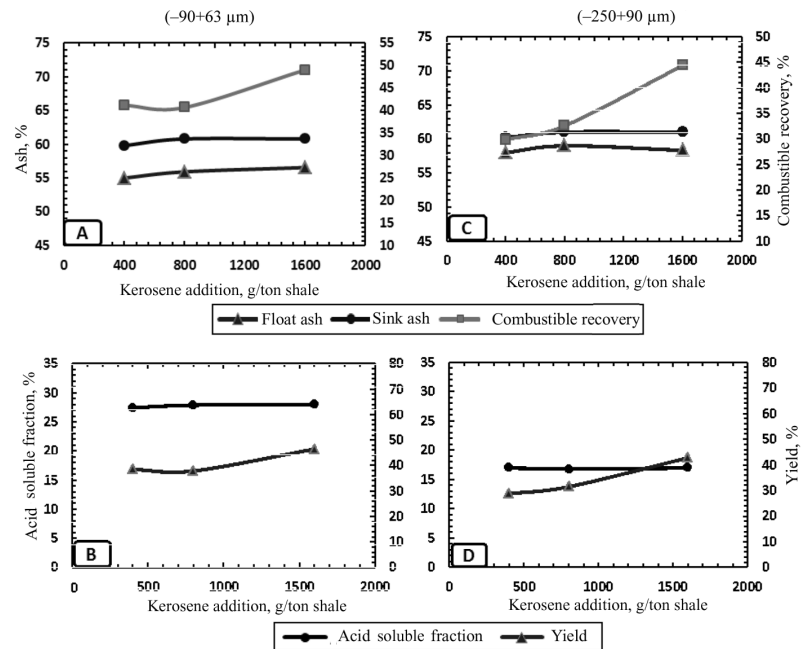 (–90+63 µm) (–250+90 µm)
75 55 75 50
70 50 70 45
65 45 65 40
60 40 60 35
55 35 55 30
50 30 50 25
45 25 45 20
20 15
15 10
10
Ash, %
Combustible recovery, %
A C
0 400 800 1200 1600 2000 0 400 800 1200 1600 2000
Kerosene addition, g/ton shale Kerosene addition, g/ton shale
Float ash Sink ash Combustible recovery
35 80 35 80
30 70 30 70
25 60 25 60
20 50 20 50
15 40 15 40
10 30 10 30
5 20 5 20
0 10 0 10
0 0
Acid soluble fraction, %
Yield, %
B D
0 500 1000 1500 2000 0 500 1000 1500 2000
Kerosene addition, g/ton shale Kerosene addition, g/ton shale
Acid soluble fraction Yield